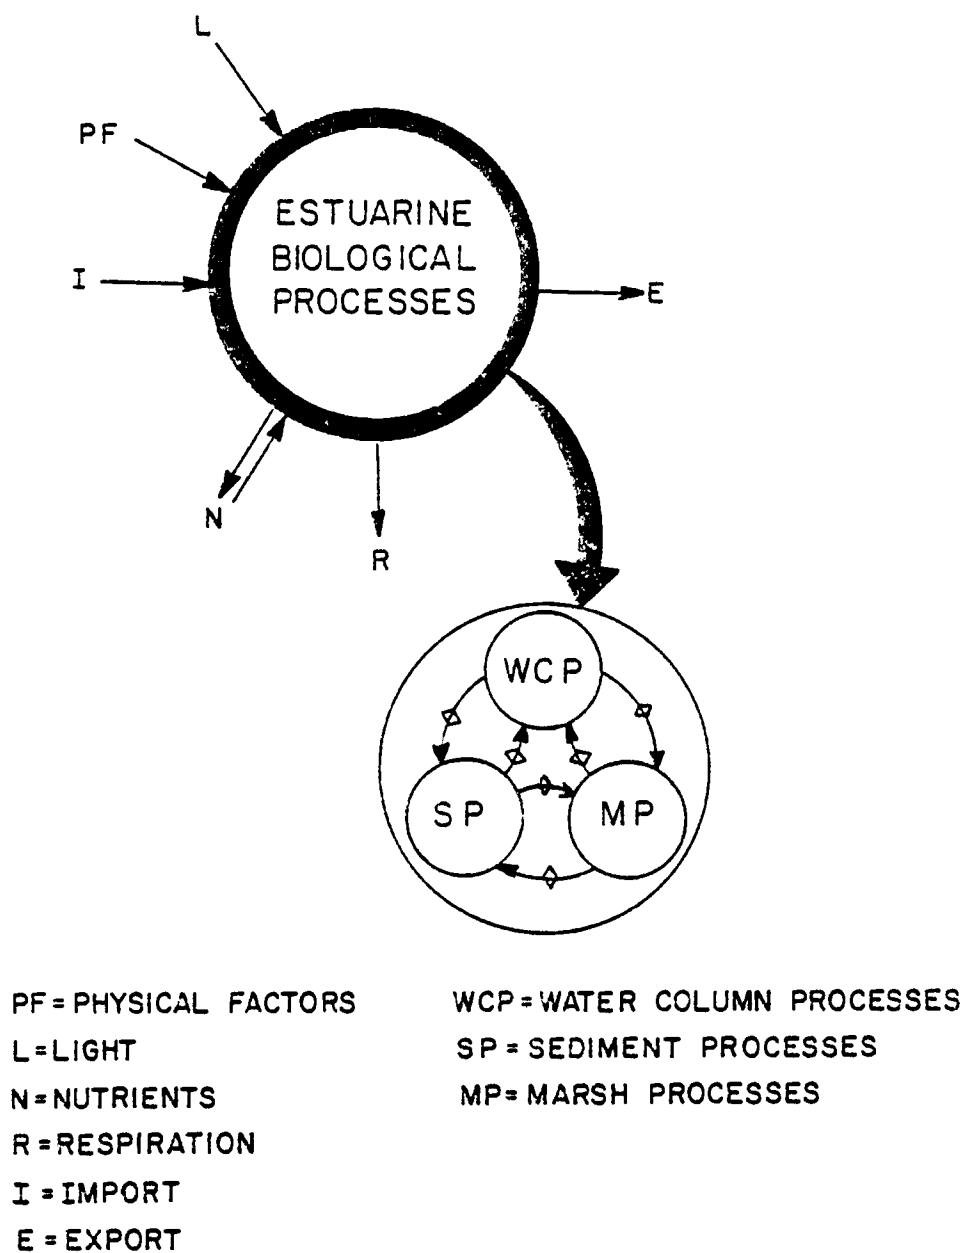 L
PF
ESTUARINE
BIOLOGICAL
PROCESSES
I
E
N
R
WCP
SP
MP
PF=PHYSICAL FACTORS
L=LIGHT
N=NUTRIENTS
R=RESPIRATION
I=IMPORT
E=EXPORT
WCP=WATER COLUMN PROCESSES
SP=SEDIMENT PROCESSES
MP=MARSH PROCESSES